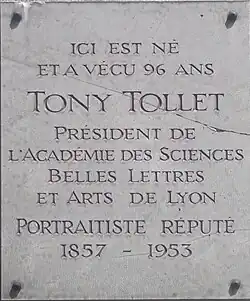 ICI EST NÉ
ET A VÉCU 96 ANS
TONY TOLLET
PRÉSIDENT DE
L'ACADÉMIE DES SCIENCES
BELLES LETTRES
ET ARTS DE LYON
PORTRAITISTE RÉPUTÉ
1857 - 1953